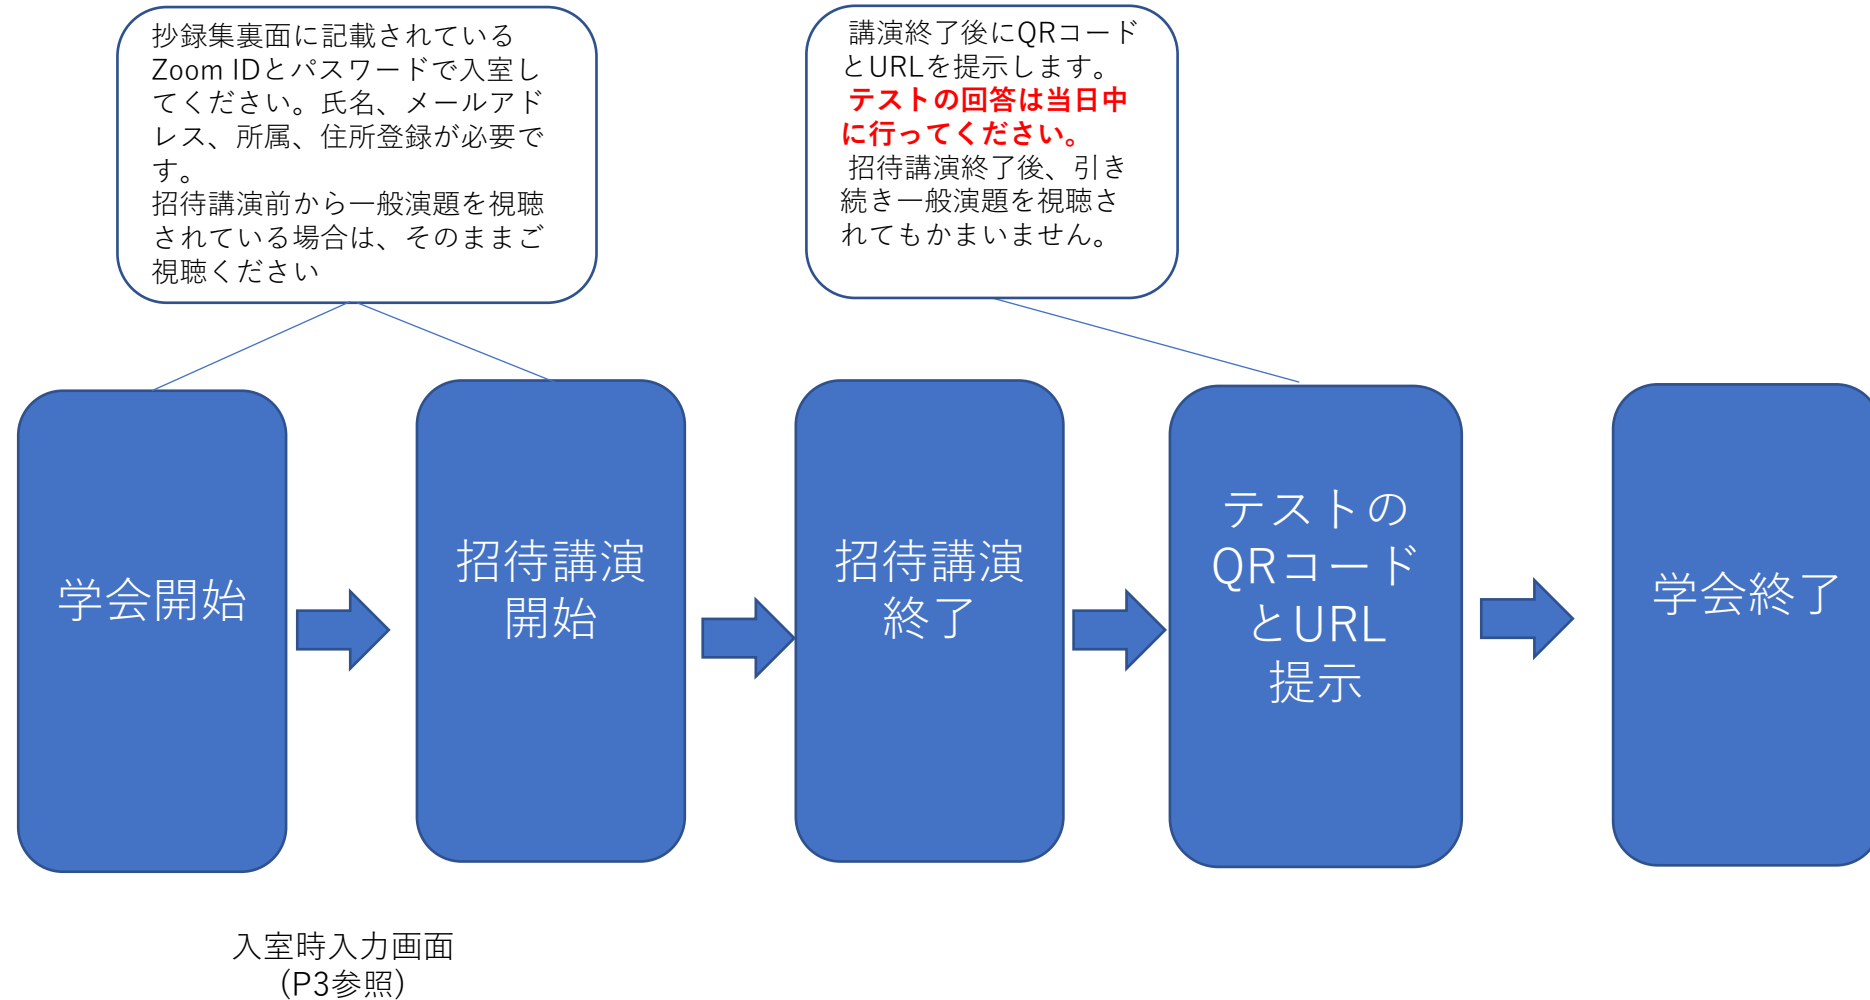 抄録集裏面に記載されている
Zoom IDとパスワードで入室し
てください。氏名、メールアド
レス、所属、住所登録が必要で
す。
招待講演前から一般演題を視聴
されている場合は、そのままご
視聴ください
講演終了後にQRコード
とURLを提示します。
テストの回答は当日中
に行ってください。
招待講演終了後、引き
続き一般演題を視聴さ
れてもかまいません。
学会開始
招待講演
開始
招待講演
終了
テストの
QRコード
とURL
提示
学会終了
入室時入力画面
(P3参照)